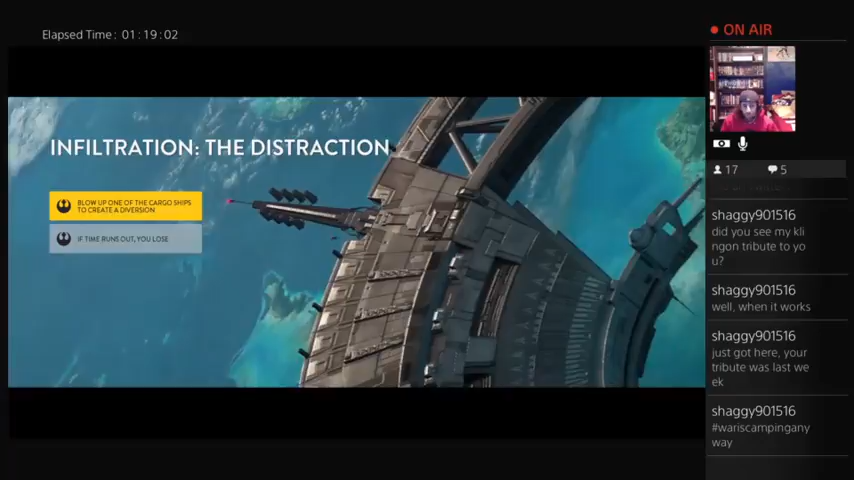 Elapsed Time: 01:19:02
ON AIR
INFILTRATION: THE DISTRACTION
BLOW UP ONE OF THE CARGO SHIPS
TO CREATE A DIVERSION
IF TIME RUNS OUT, YOU LOSE
17
5
shaggy901516
did you see my kli
ngon tribute to yo
u?
shaggy901516
well, when it works
shaggy901516
just got here, your
tribute was last we
ek
shaggy901516
#wariscampingany
way